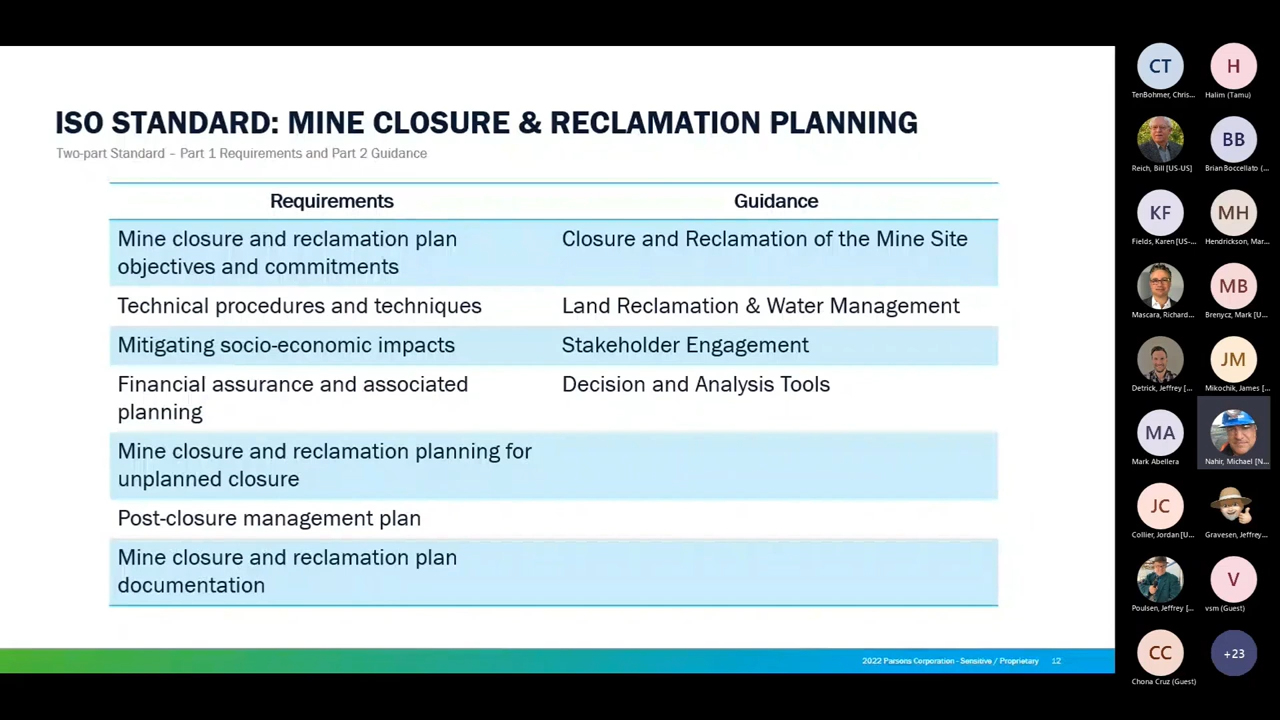 ISO STANDARD: MINE CLOSURE & RECLAMATION PLANNING
Two-part Standard – Part 1 Requirements and Part 2 Guidance
Requirements
Guidance
Mine closure and reclamation plan
objectives and commitments
Closure and Reclamation of the Mine Site
Technical procedures and techniques
Land Reclamation & Water Management
Mitigating socio-economic impacts
Stakeholder Engagement
Financial assurance and associated
planning
Decision and Analysis Tools
Mine closure and reclamation planning for
unplanned closure
Post-closure management plan
Mine closure and reclamation plan
documentation
2022 Parsons Corporation - Sensitive / Proprietary 12
CT
TenBohmer, Chris...
H
Halim (Tamu)
Reich, Bill [US-US]
BB
Brian Boccellato (...
KF
Fields, Karen [US-...
MH
Hendrickson, Mar...
Mascara, Richard...
MB
Brenycz, Mark [U...
Detrick, Jeffrey [...
JM
Mikochik, James [...
MA
Mark Abellera
Nahir, Michael [N...
JC
Collier, Jordan [U...
Gravesen, Jeffrey...
Poulsen, Jeffrey [...
V
vsm (Guest)
CC
Chona Cruz (Guest)
+23